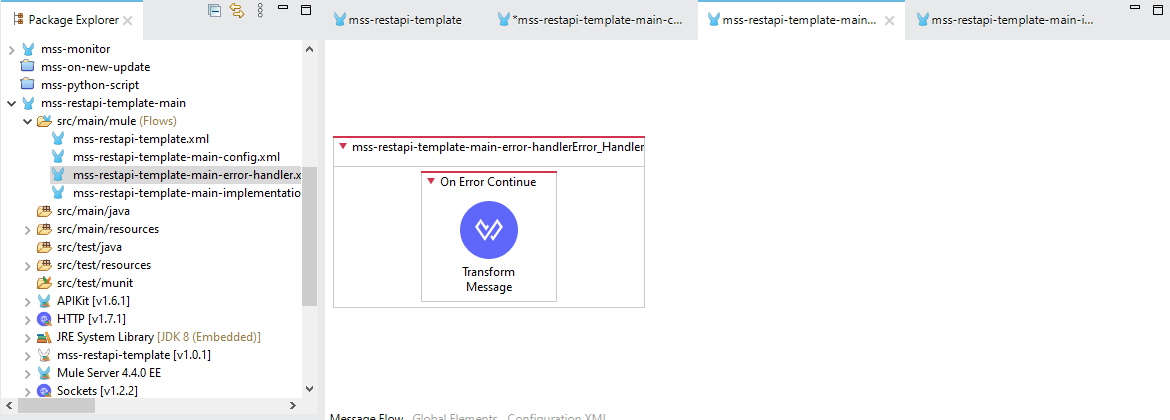 Package Explorer
mss-monitor
mss-on-new-update
mss-python-script
mss-restapi-template-main
src/main/mule (Flows)
mss-restapi-template.xml
mss-restapi-template-main-config.xml
mss-restapi-template-main-error-handler.x
mss-restapi-template-main-implementatio
src/main/java
src/main/resources
src/test/java
src/test/resources
src/test/munit
APIKit [v1.6.1]
HTTP [v1.7.1]
JRE System Library [JDK 8 (Embedded)]
mss-restapi-template [v1.0.1]
Mule Server 4.4.0 EE
Sockets [v1.2.2]
mss-restapi-template
*mss-restapi-template-main-c...
mss-restapi-template-main...
mss-restapi-template-main-i...
mss-restapi-template-main-error-handlerError_Handler
On Error Continue
Transform
Message
Message Flow Global Elements Configuration XML